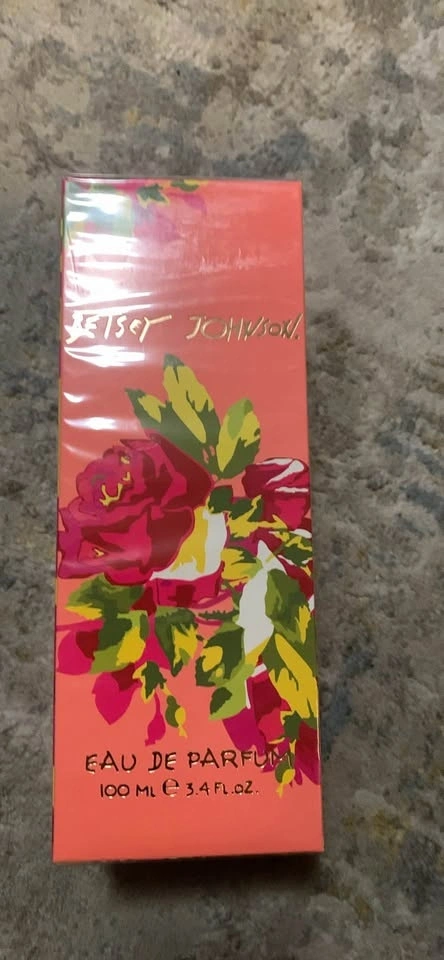 BETSEY JOHNSON.
EAU DE PARFUM
100 ML ℮ 3.4 FL.OZ.